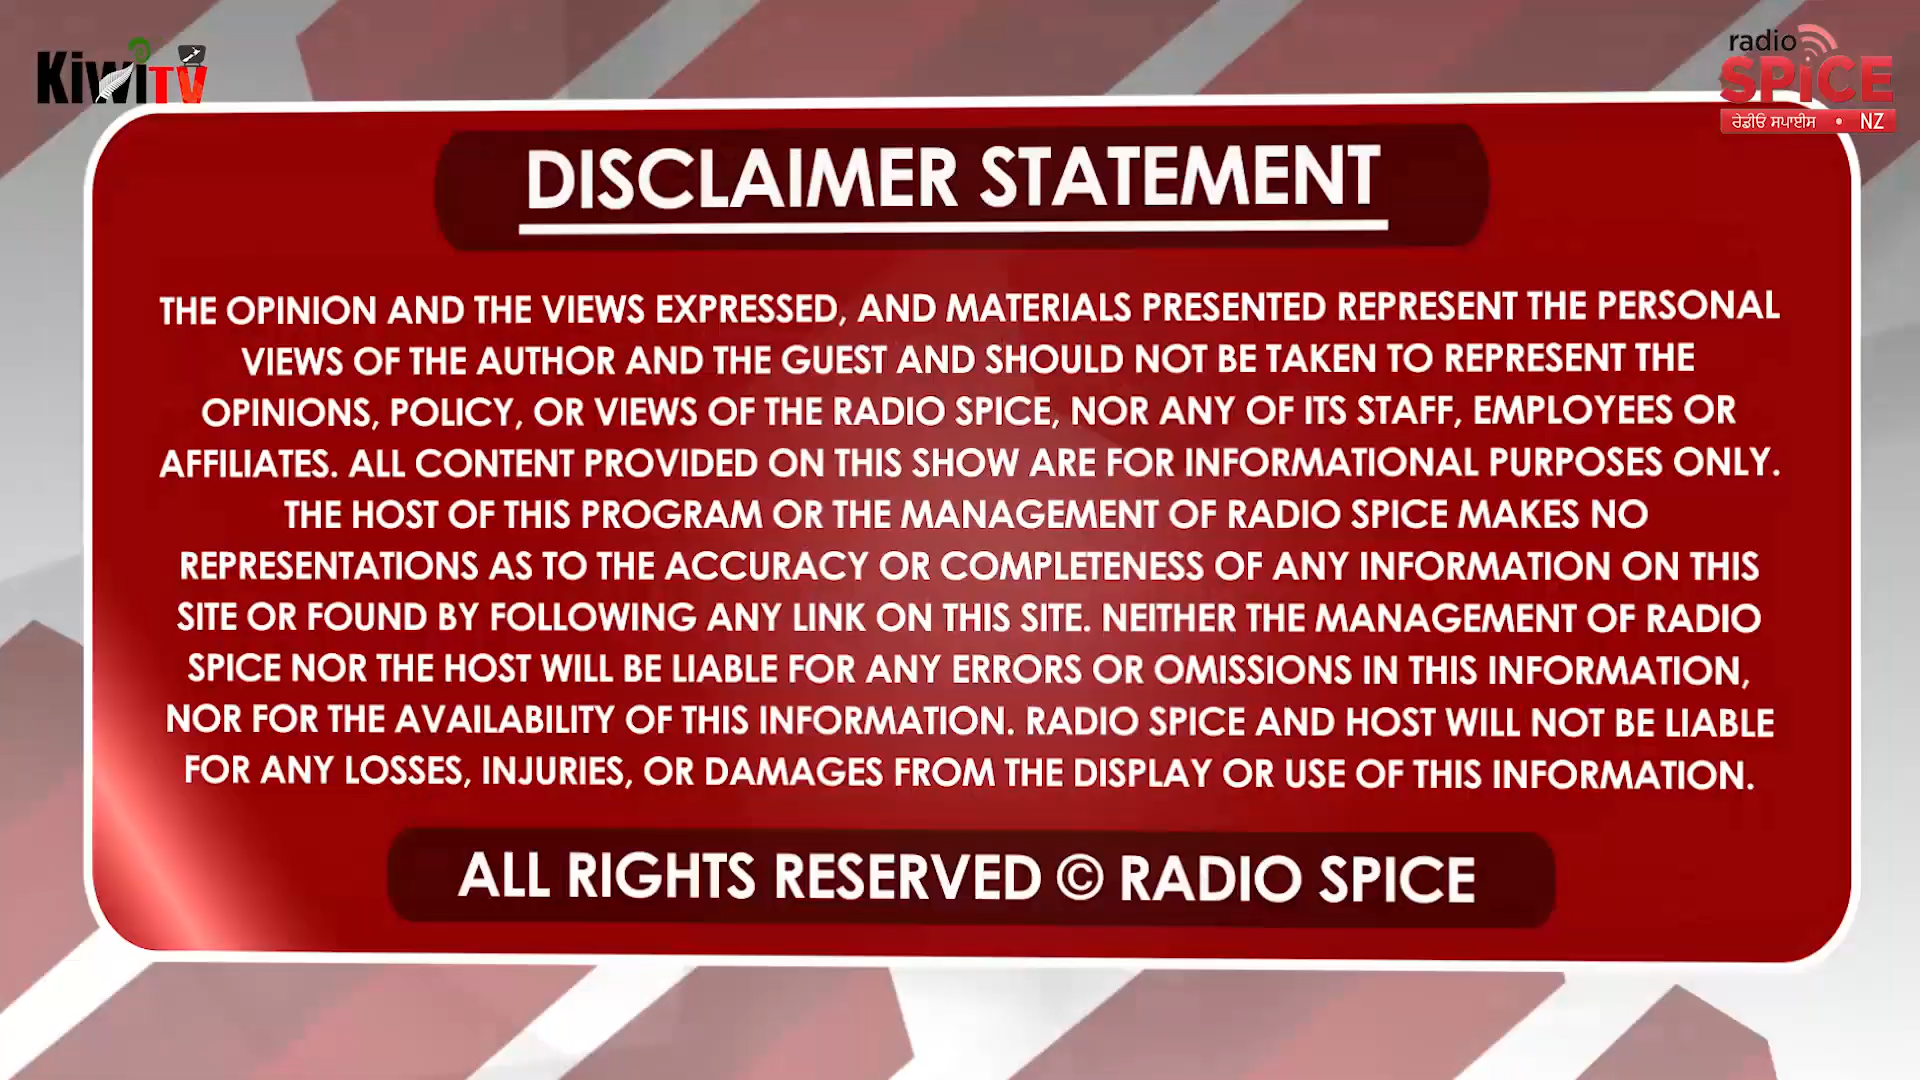 KiwiTV
radio
SPICE
ਰੇਡੀਓ ਸਪਾਈਸ • NZ
DISCLAIMER STATEMENT
THE OPINION AND THE VIEWS EXPRESSED, AND MATERIALS PRESENTED REPRESENT THE PERSONAL
VIEWS OF THE AUTHOR AND THE GUEST AND SHOULD NOT BE TAKEN TO REPRESENT THE
OPINIONS, POLICY, OR VIEWS OF THE RADIO SPICE, NOR ANY OF ITS STAFF, EMPLOYEES OR
AFFILIATES. ALL CONTENT PROVIDED ON THIS SHOW ARE FOR INFORMATIONAL PURPOSES ONLY.
THE HOST OF THIS PROGRAM OR THE MANAGEMENT OF RADIO SPICE MAKES NO
REPRESENTATIONS AS TO THE ACCURACY OR COMPLETENESS OF ANY INFORMATION ON THIS
SITE OR FOUND BY FOLLOWING ANY LINK ON THIS SITE. NEITHER THE MANAGEMENT OF RADIO
SPICE NOR THE HOST WILL BE LIABLE FOR ANY ERRORS OR OMISSIONS IN THIS INFORMATION,
NOR FOR THE AVAILABILITY OF THIS INFORMATION. RADIO SPICE AND HOST WILL NOT BE LIABLE
FOR ANY LOSSES, INJURIES, OR DAMAGES FROM THE DISPLAY OR USE OF THIS INFORMATION.
ALL RIGHTS RESERVED © RADIO SPICE